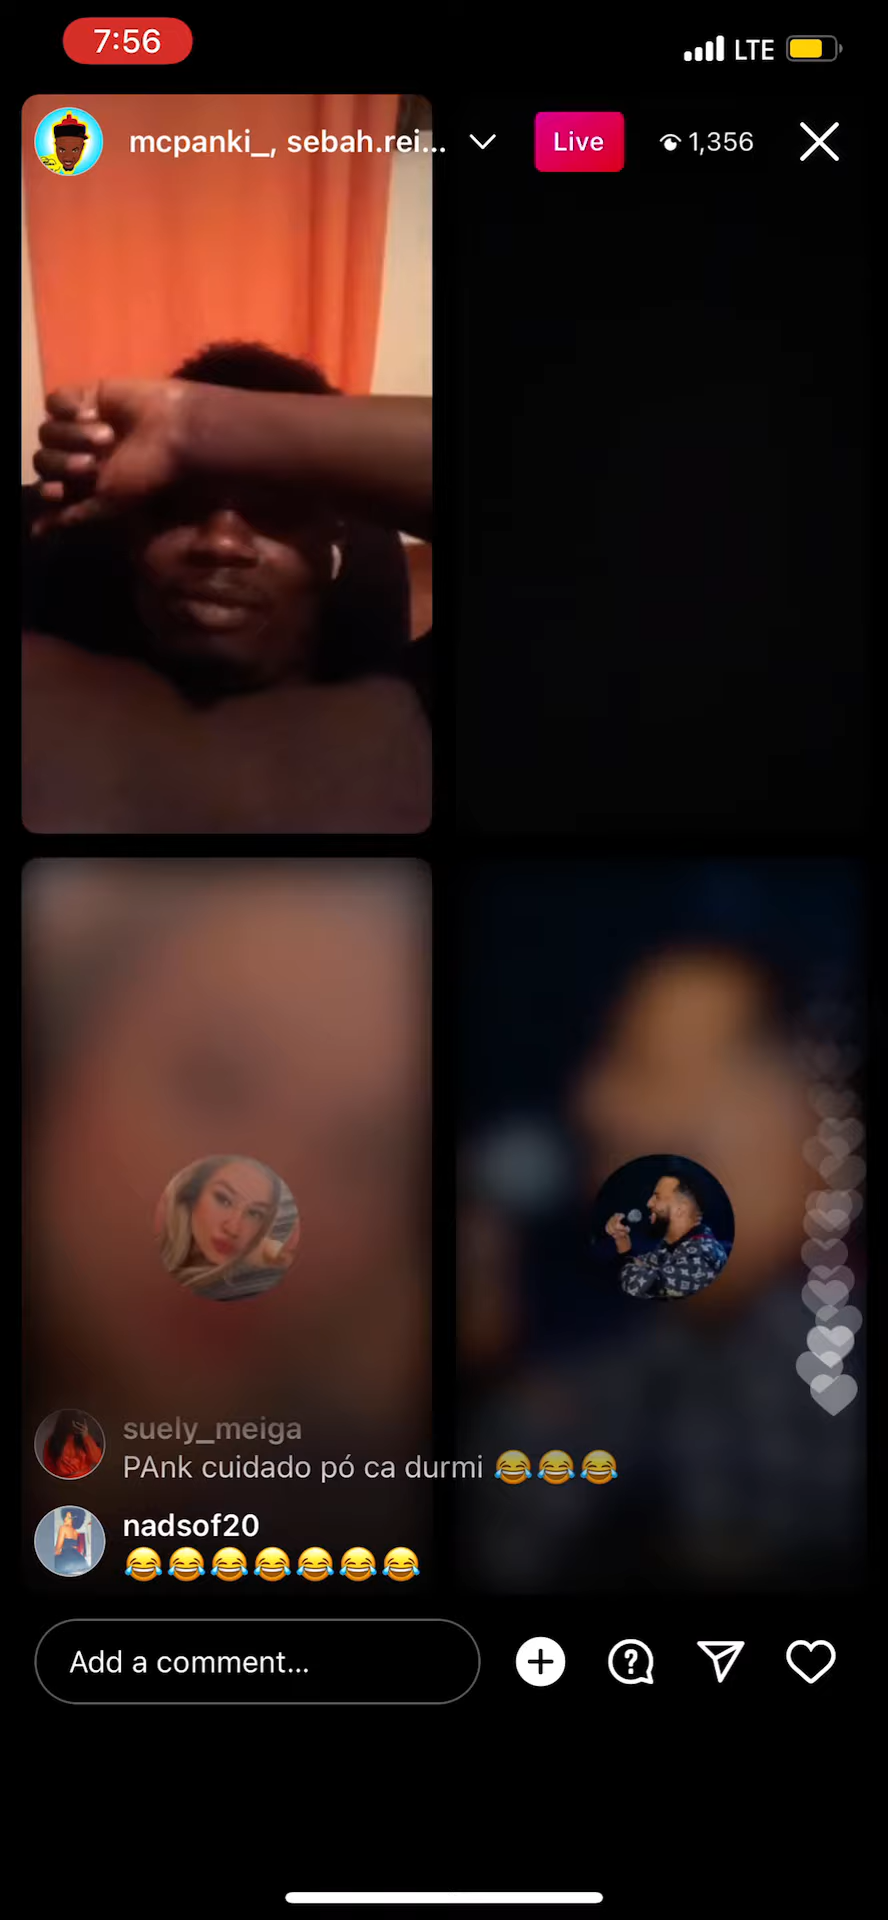 7:56
LTE
mcpanki_, sebah.rei...
Live
1,356
suely_meiga
PAnk cuidado pó ca durmi 😂😂😂
nadsof20
😂😂😂😂😂😂😂
Add a comment...